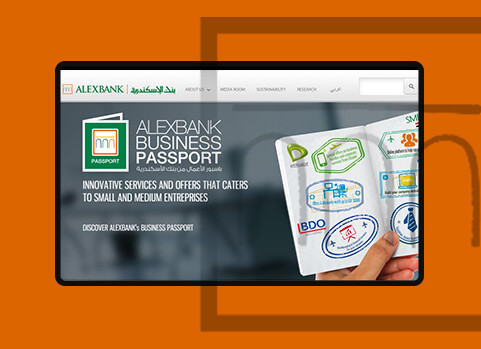 ALEXBANK | بنك الإسكندرية
ABOUT US
MEDIA ROOM
SUSTAINABILITY
RESEARCH
عربي
PASSPORT
ALEXBANK
BUSINESS
PASSPORT
باسبور الأعمال من بنك الأسكندرية
INNOVATIVE SERVICES AND OFFERS THAT CATERS
TO SMALL AND MEDIUM ENTREPRISES
DISCOVER ALEXBANK's BUSINESS PASSPORT
BDO